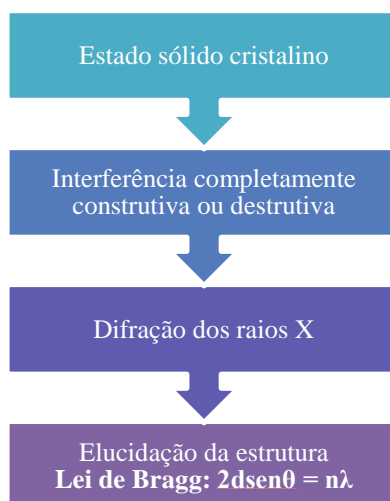 Estado sólido cristalino
Interferência completamente
construtiva ou destrutiva
Difração dos raios X
Elucidação da estrutura
Lei de Bragg: 2dsenθ = nλ